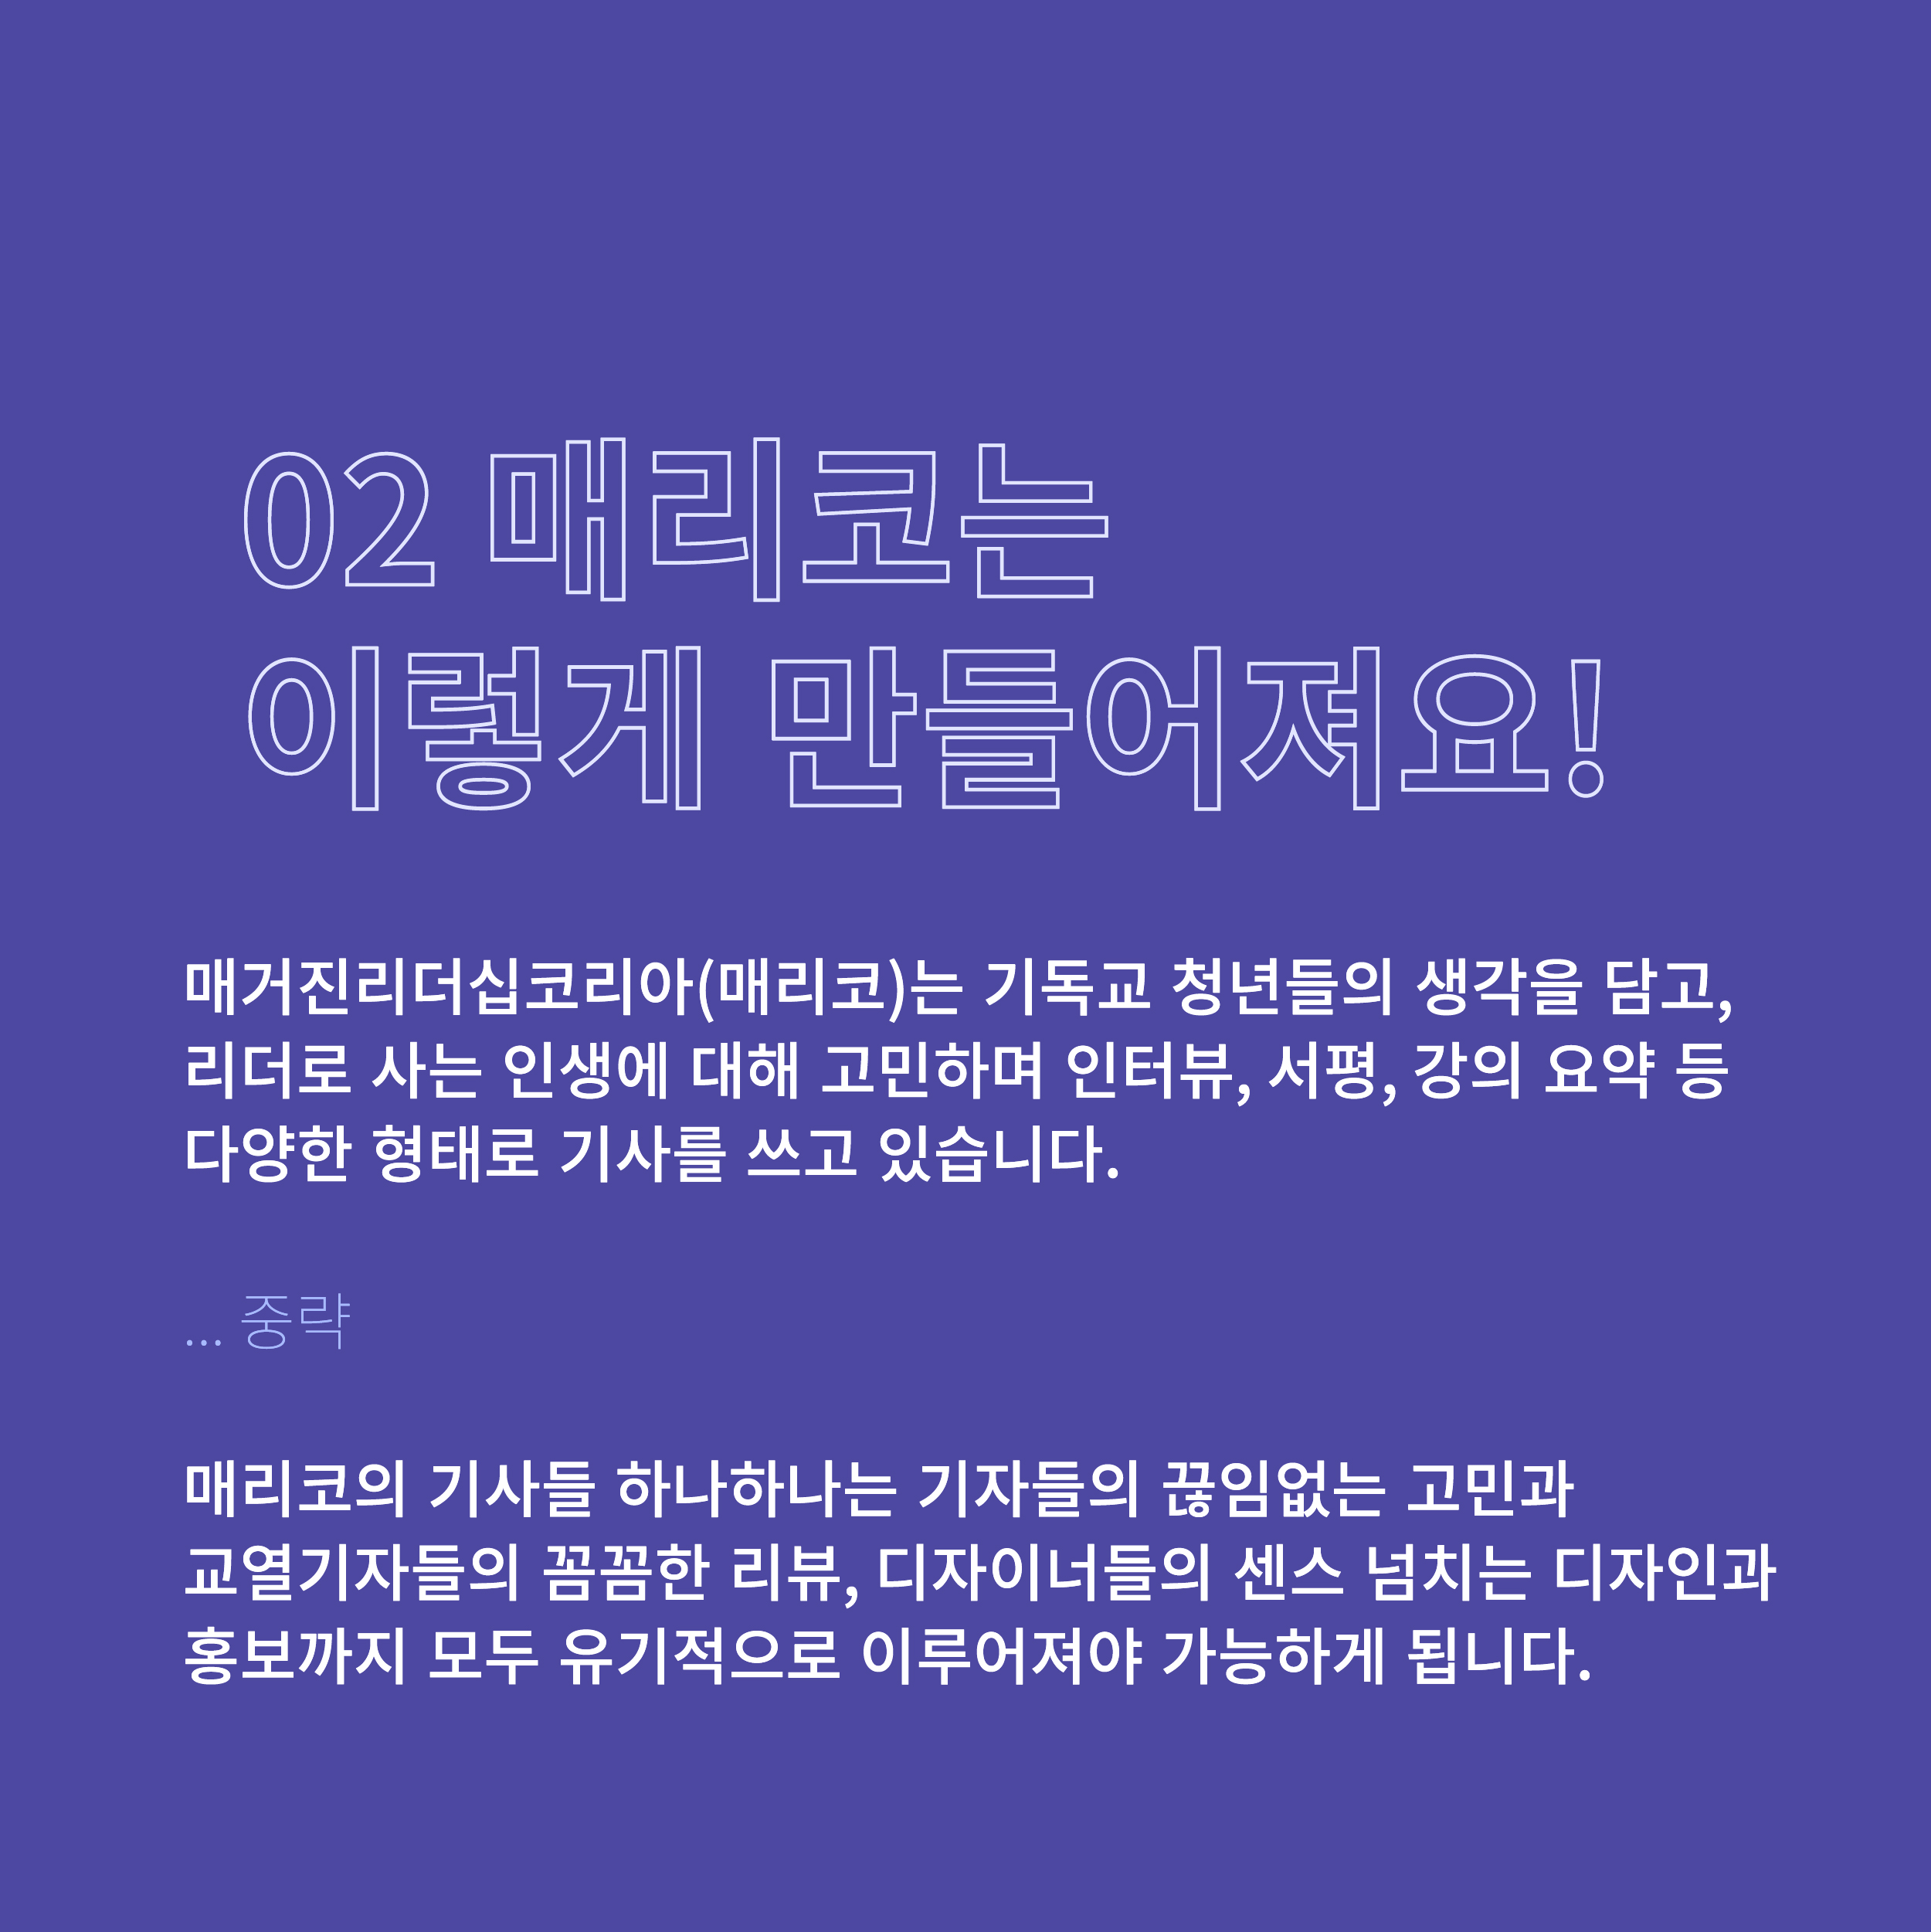 02 매리코는
이렇게 만들어져요!
매거진리더십코리아(매리코)는 기독교 청년들의 생각을 담고,
리더로 사는 인생에 대해 고민하며 인터뷰, 서평, 강의 요약 등
다양한 형태로 기사를 쓰고 있습니다.
... 중략
매리코의 기사들 하나하나는 기자들의 끊임없는 고민과
교열기자들의 꼼꼼한 리뷰, 디자이너들의 센스 넘치는 디자인과
홍보까지 모두 유기적으로 이루어져야 가능하게 됩니다.